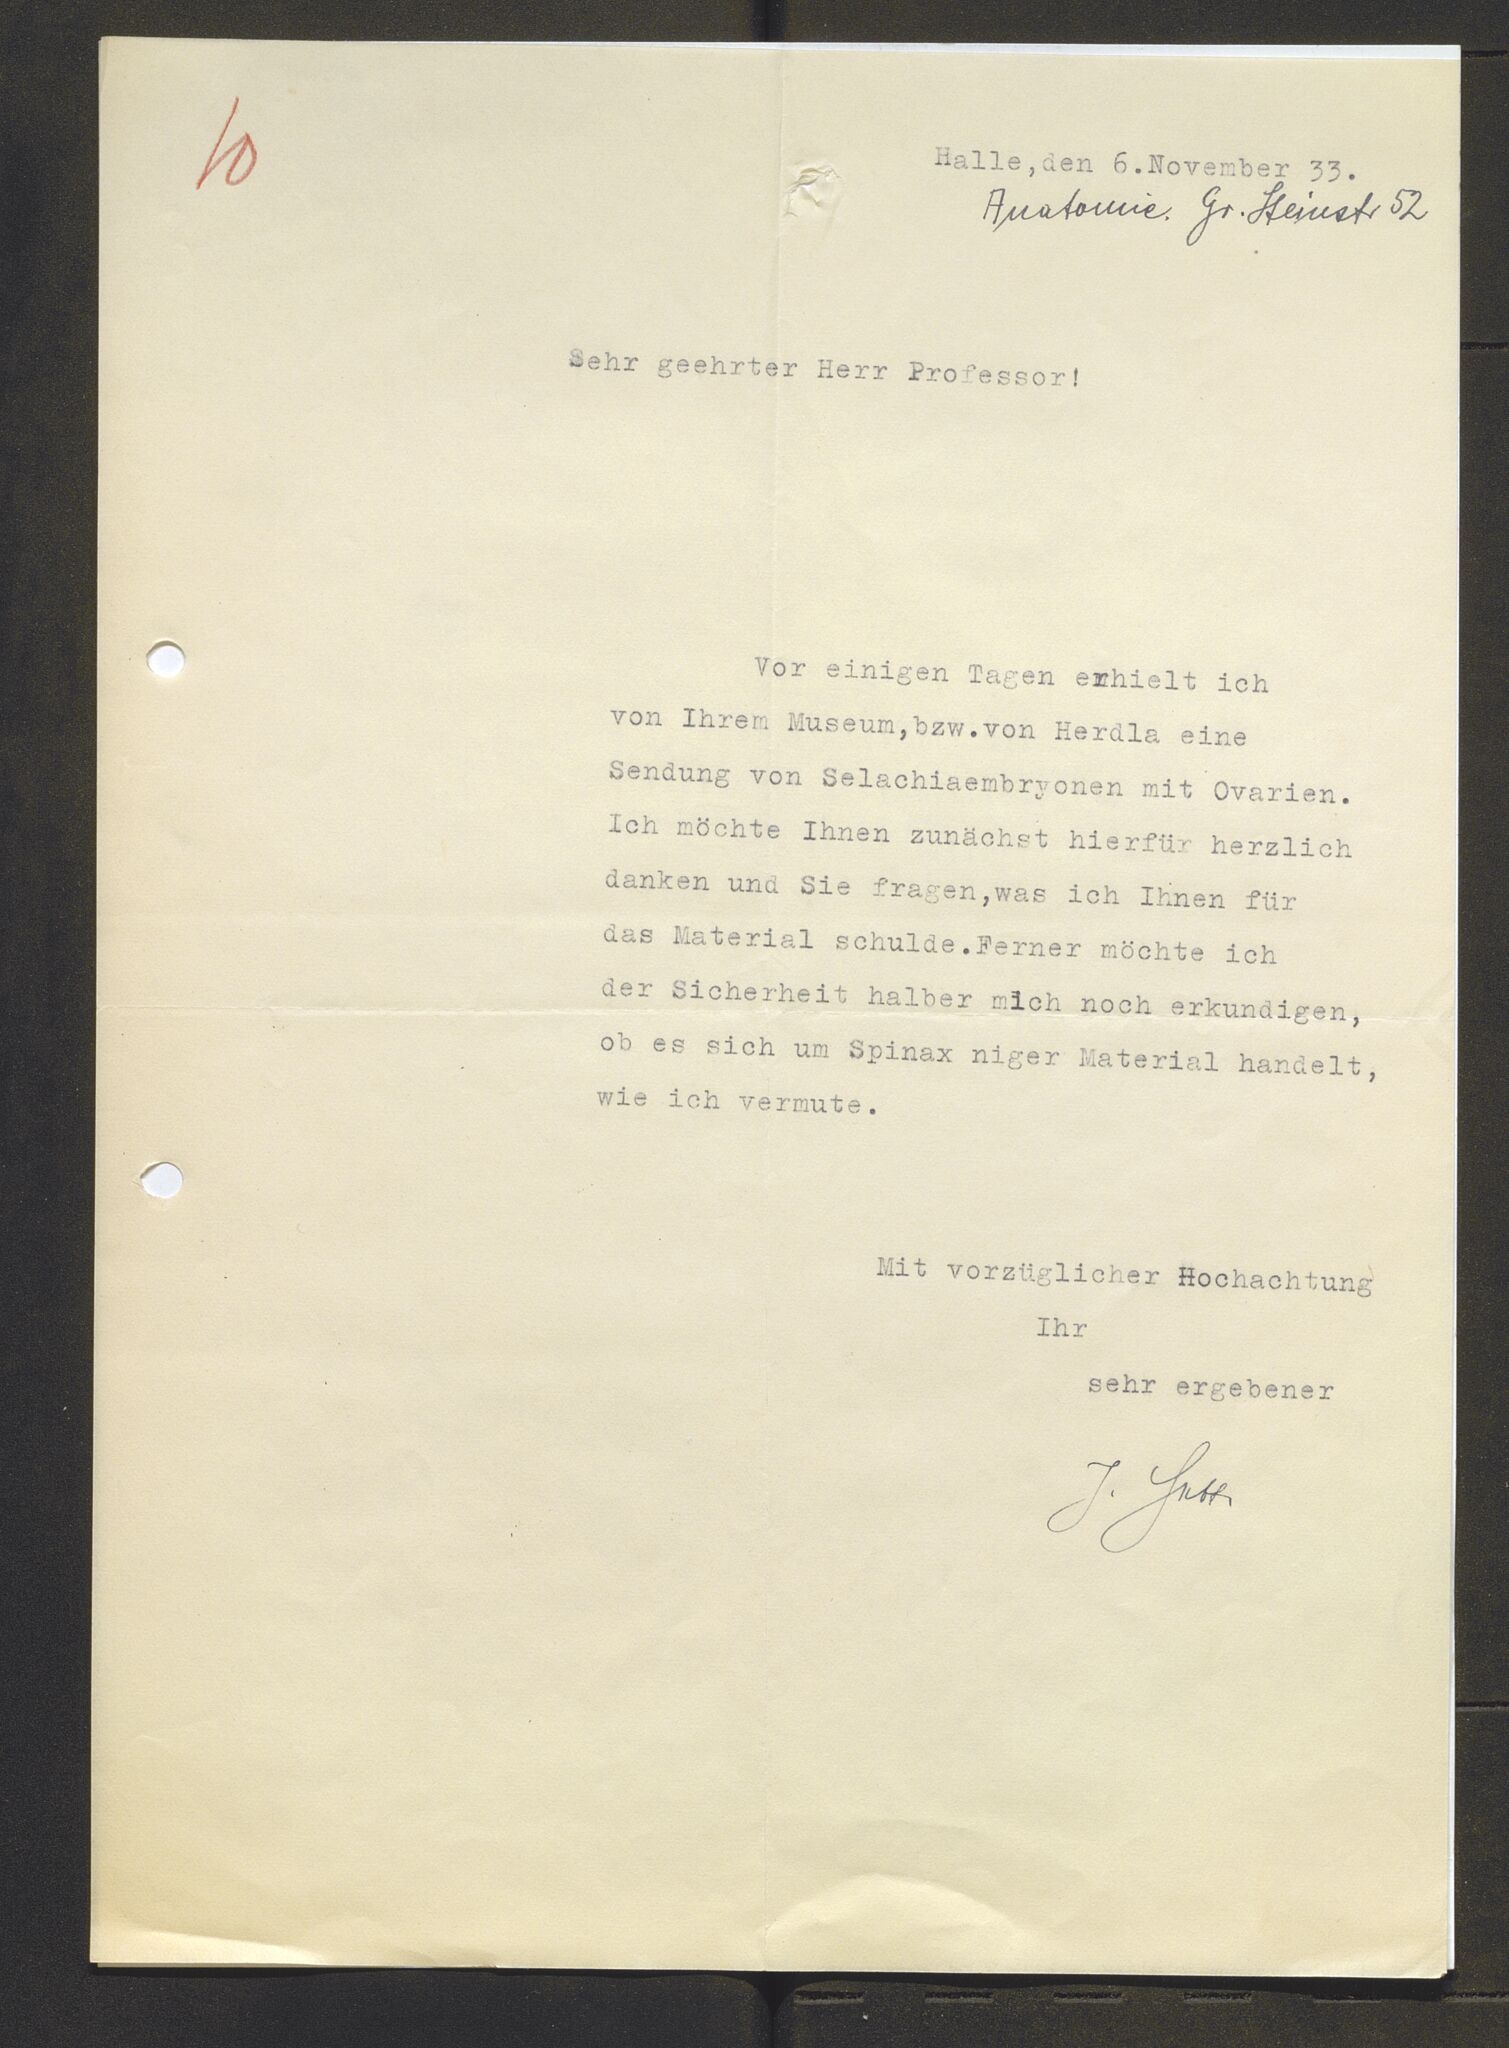 10
Halle,den 6.November 33.
Anatomie. Gr. Steinstr 52
Sehr geehrter Herr Professor!
Vor einigen Tagen erhielt ich
von Ihrem Museum,bzw.von Herdla eine
Sendung von Selachiaembryonen mit Ovarien.
Ich möchte Ihnen zunächst hierfür herzlich
danken und Sie fragen,was ich Ihnen für
das Material schulde.Ferner möchte ich
der Sicherheit halber mich noch erkundigen,
ob es sich um Spinax niger Material handelt,
wie ich vermute.
Mit vorzüglicher Hochachtung
Ihr
sehr ergebener
J.